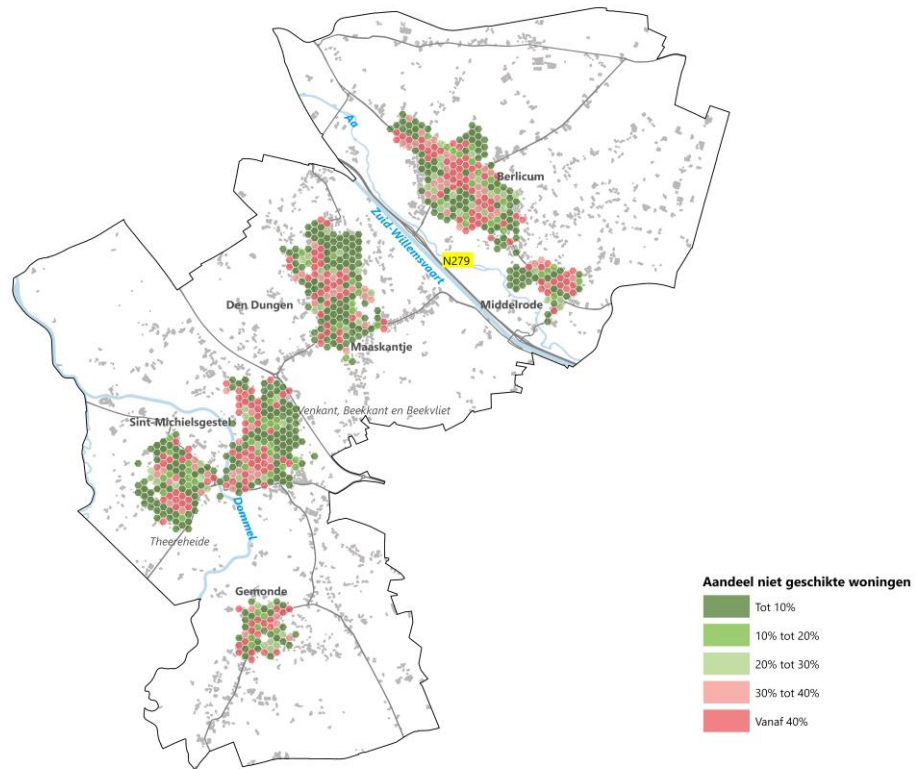 Aa
Berlicum
Zuid-Willemsvaart
N279
Den Dungen
Middelrode
Maaskantje
Venkant, Beekkant en Beekvliet
Sint-Michielsgestel
Dommel
Theereheide
Gemonde
Aandeel niet geschikte woningen
Tot 10%
10% tot 20%
20% tot 30%
30% tot 40%
Vanaf 40%